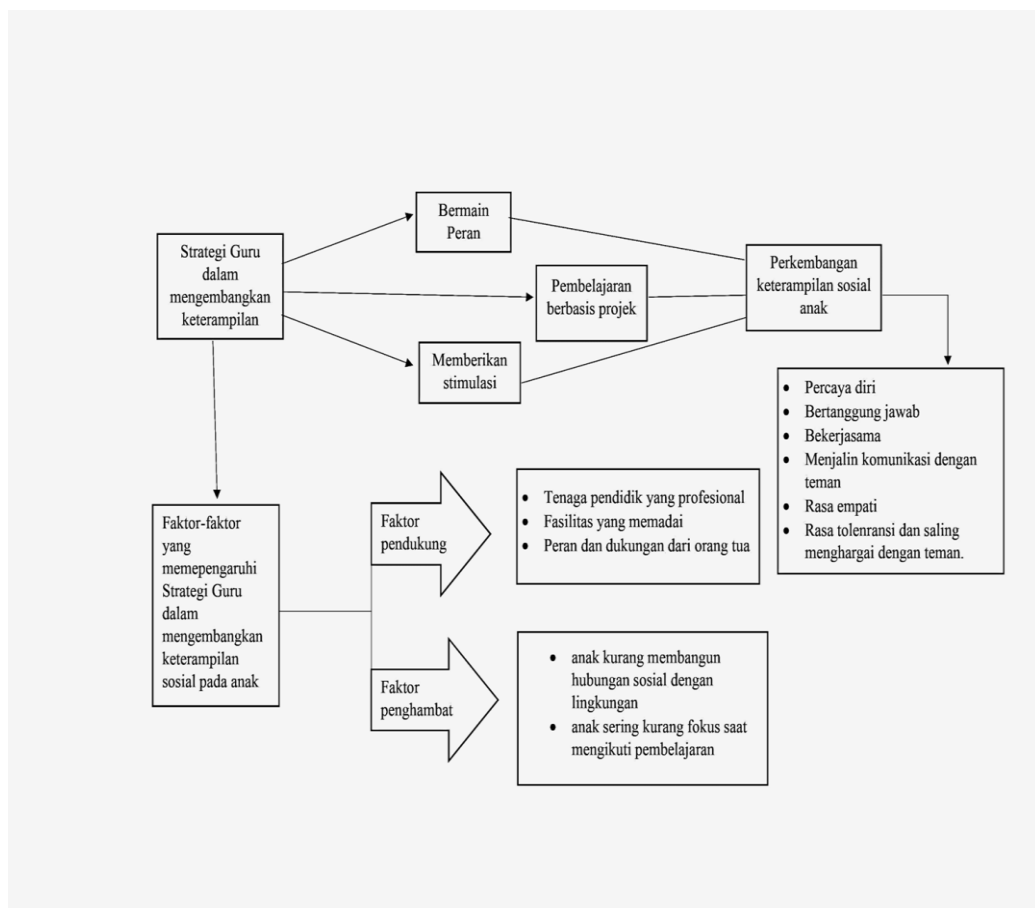 Bermain
Peran
Strategi Guru
dalam
mengembangkan
keterampilan
Pembelajaran
berbasis projek
Memberikan
stimulasi
Perkembangan
keterampilan sosial
anak
• Percaya diri
• Bertanggung jawab
• Bekerjasama
• Menjalin komunikasi dengan
teman
• Rasa empati
• Rasa tolenransi dan saling
menghargai dengan teman.
Faktor-faktor
yang
memepengaruhi
Strategi Guru
dalam
mengembangkan
keterampilan
sosial pada anak
Faktor
pendukung
• Tenaga pendidik yang profesional
• Fasilitas yang memadai
• Peran dan dukungan dari orang tua
Faktor
penghambat
• anak kurang membangun
hubungan sosial dengan
lingkungan
• anak sering kurang fokus saat
mengikuti pembelajaran